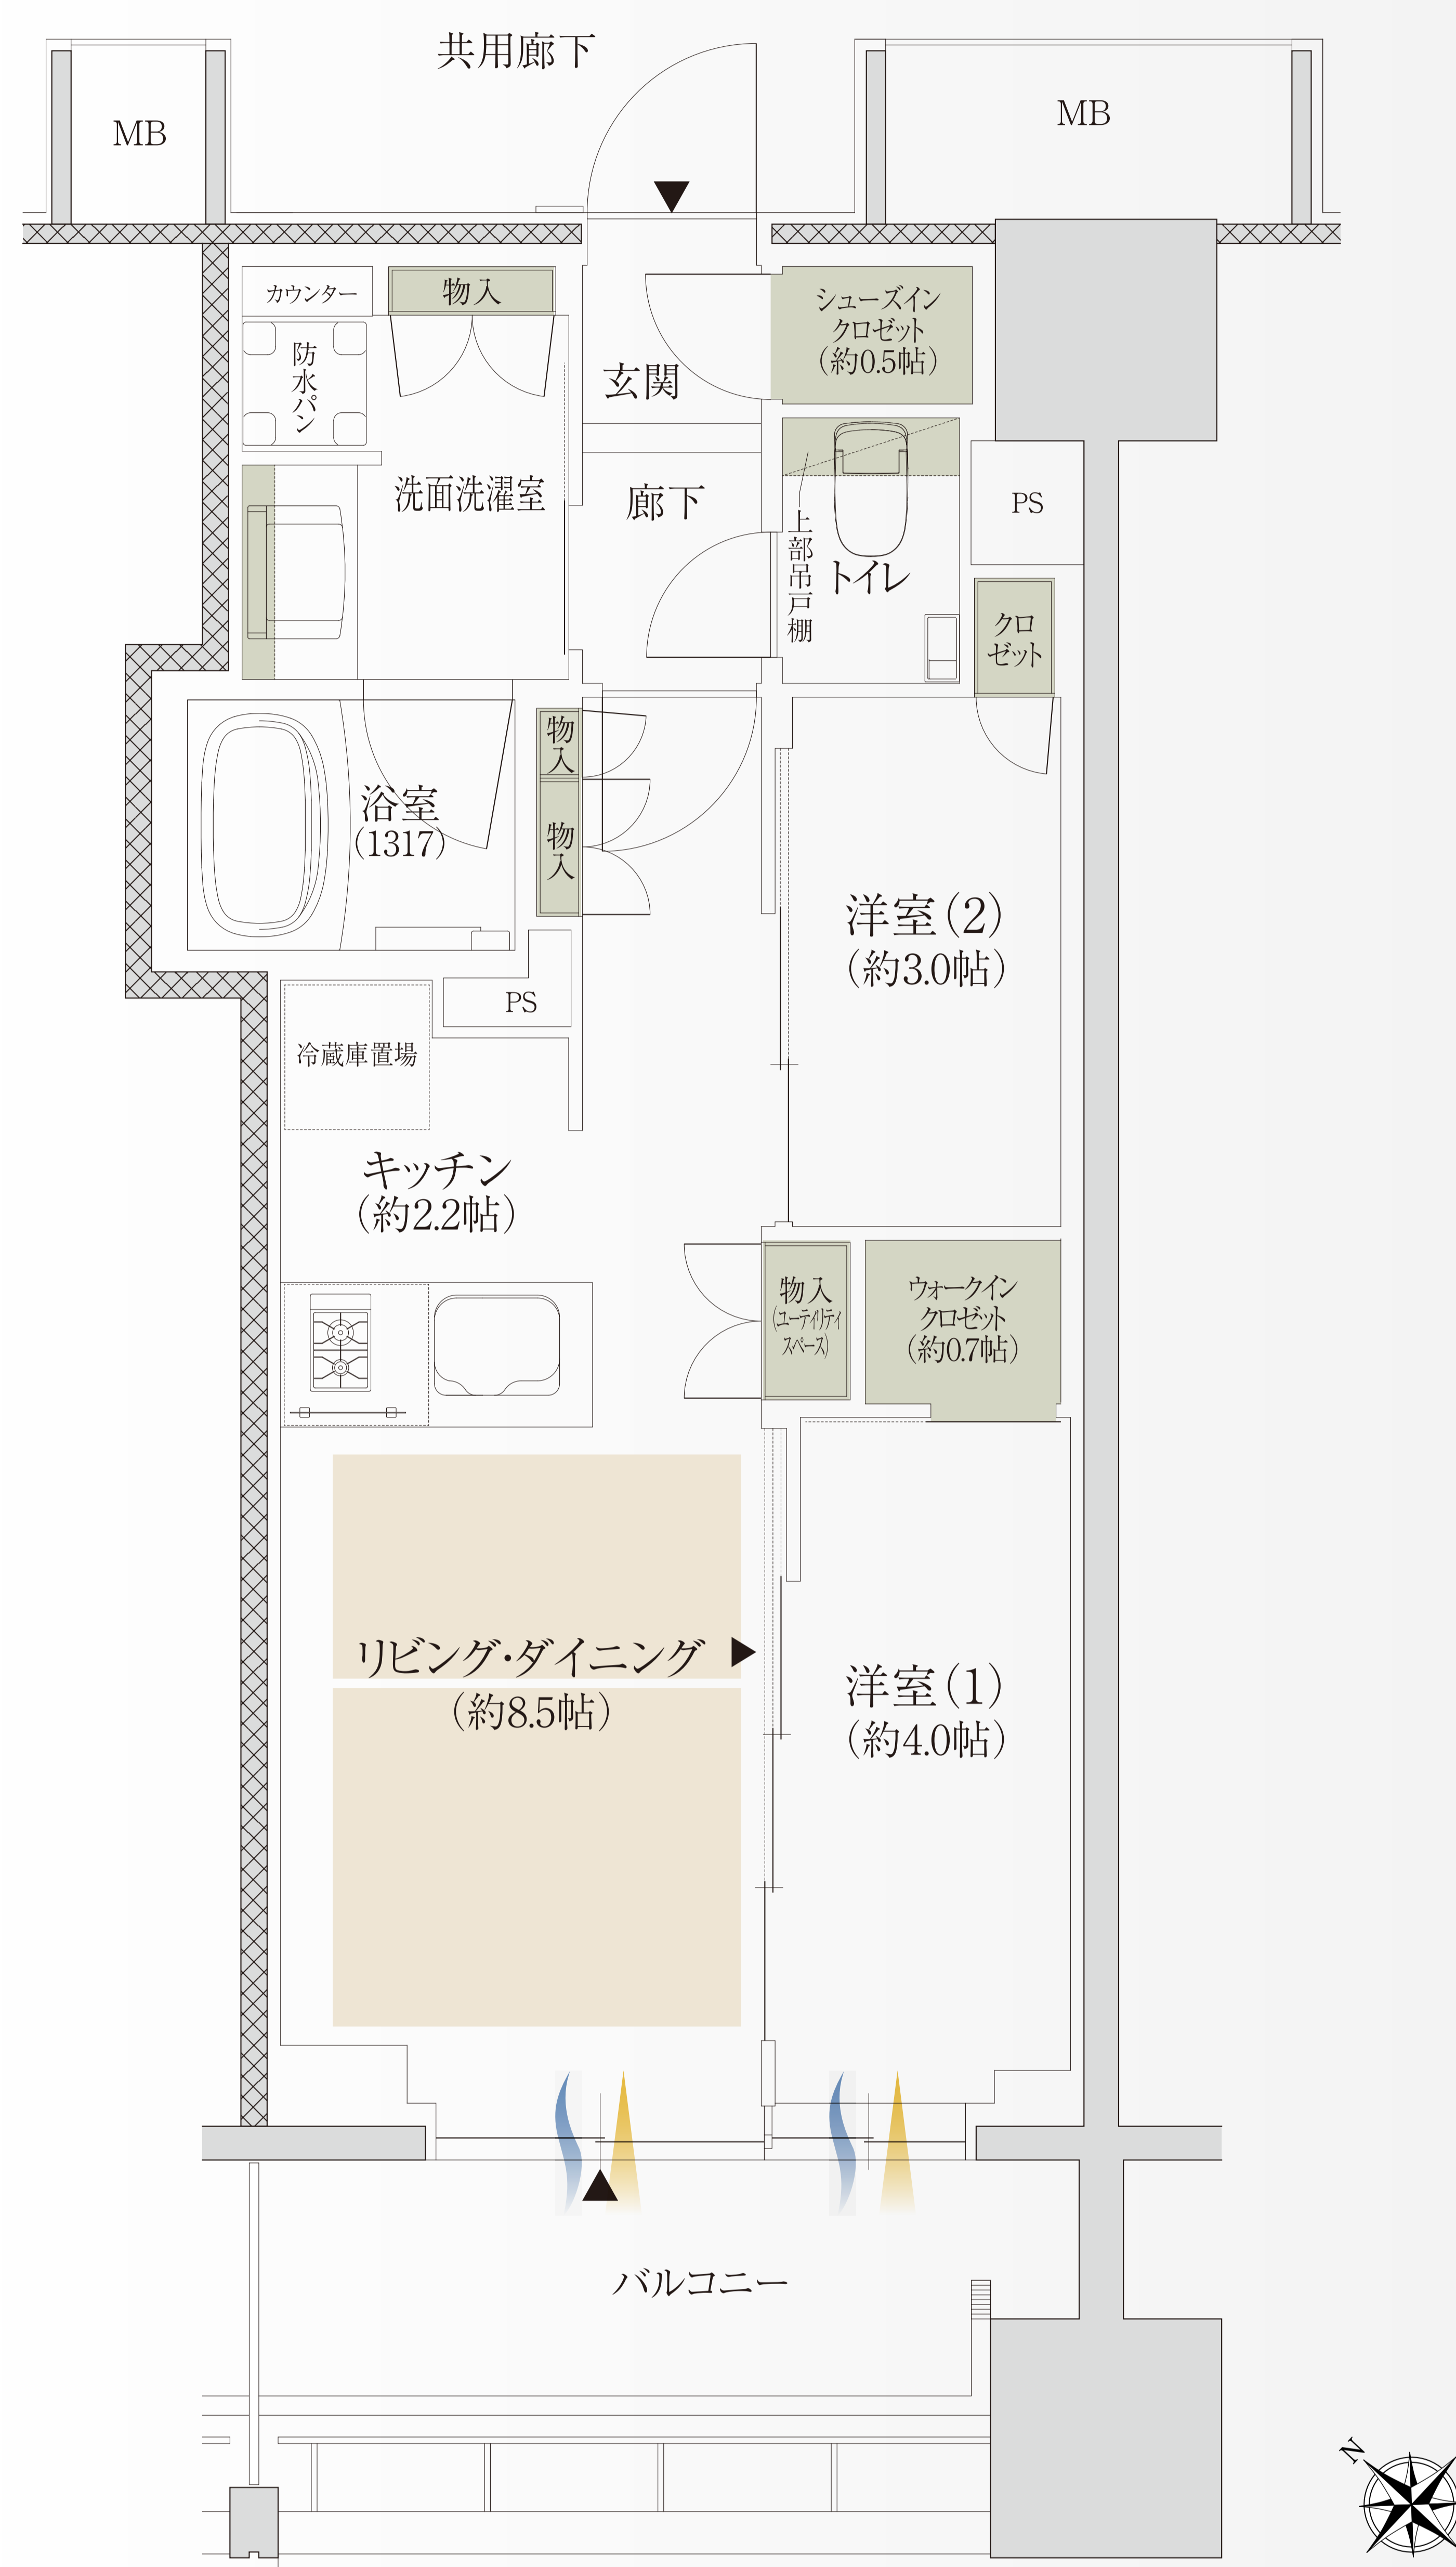 共用廊下
MB
MB
カウンター
物入
シューズイン
クロゼット
(約0.5帖)
防水パン
玄関
洗面洗濯室
廊下
上部吊戸棚
トイレ
PS
クロ
ゼット
物入
浴室
(1317)
物入
洋室(2)
(約3.0帖)
PS
冷蔵庫置場
キッチン
(約2.2帖)
物入
(ユーティリティ
スペース)
ウォークイン
クロゼット
(約0.7帖)
リビング・ダイニング
(約8.5帖)
洋室(1)
(約4.0帖)
バルコニー
N